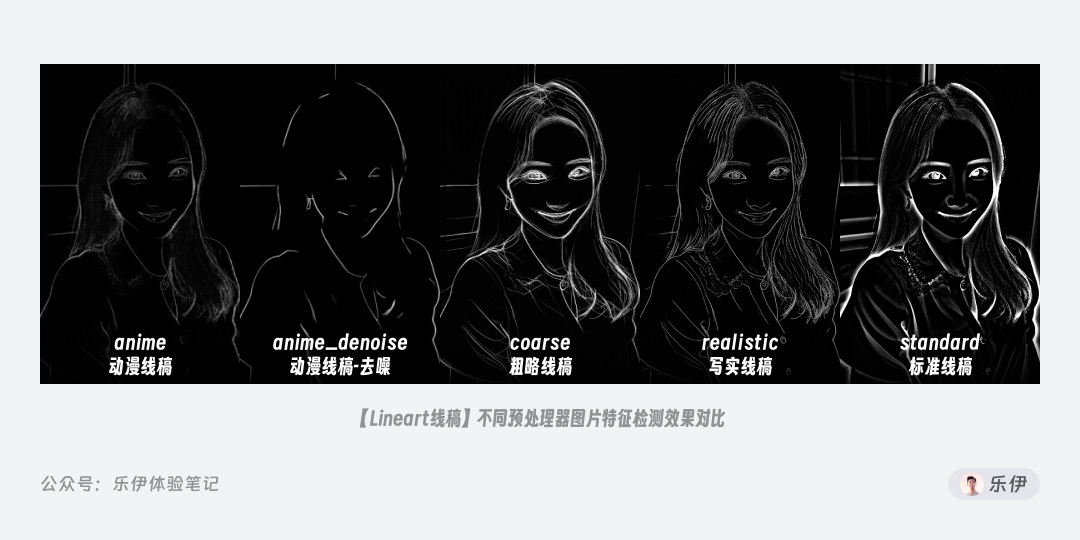 anime
动漫线稿
anime_denoise
动漫线稿-去噪
coarse
粗略线稿
realistic
写实线稿
standard
标准线稿
【Lineart线稿】不同预处理器图片特征检测效果对比
公众号：乐伊体验笔记
乐伊